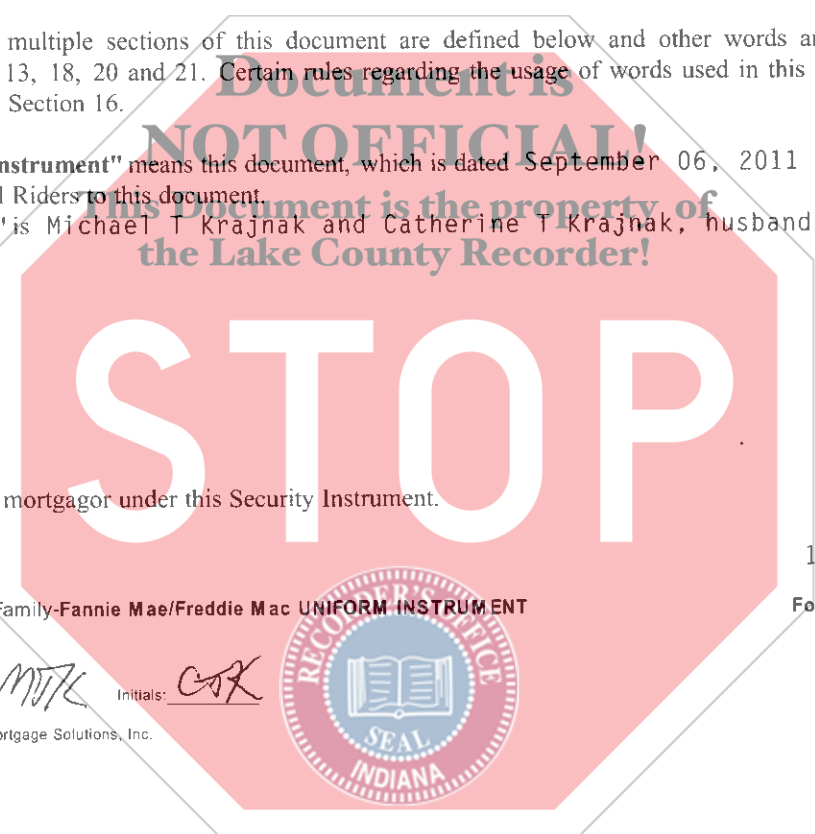 multiple sections of this document are defined below and other words ar
13, 18, 20 and 21. Certain rules regarding the usage of words used in this
Section 16.
Document is
NOT OFFICIAL!
This Document is the property of
the Lake County Recorder!
nstrument" means this document, which is dated September 06, 2011
l Riders to this document.
" is Michael T Krajnak and Catherine T Krajnak, husband
STOP
mortgagor under this Security Instrument.
1
Family-Fannie Mae/Freddie Mac UNIFORM INSTRUMENT
Fo
MTK Initials: CTK
ortgage Solutions, Inc.
RECORDER'S OFFICE
SEAL
INDIANA